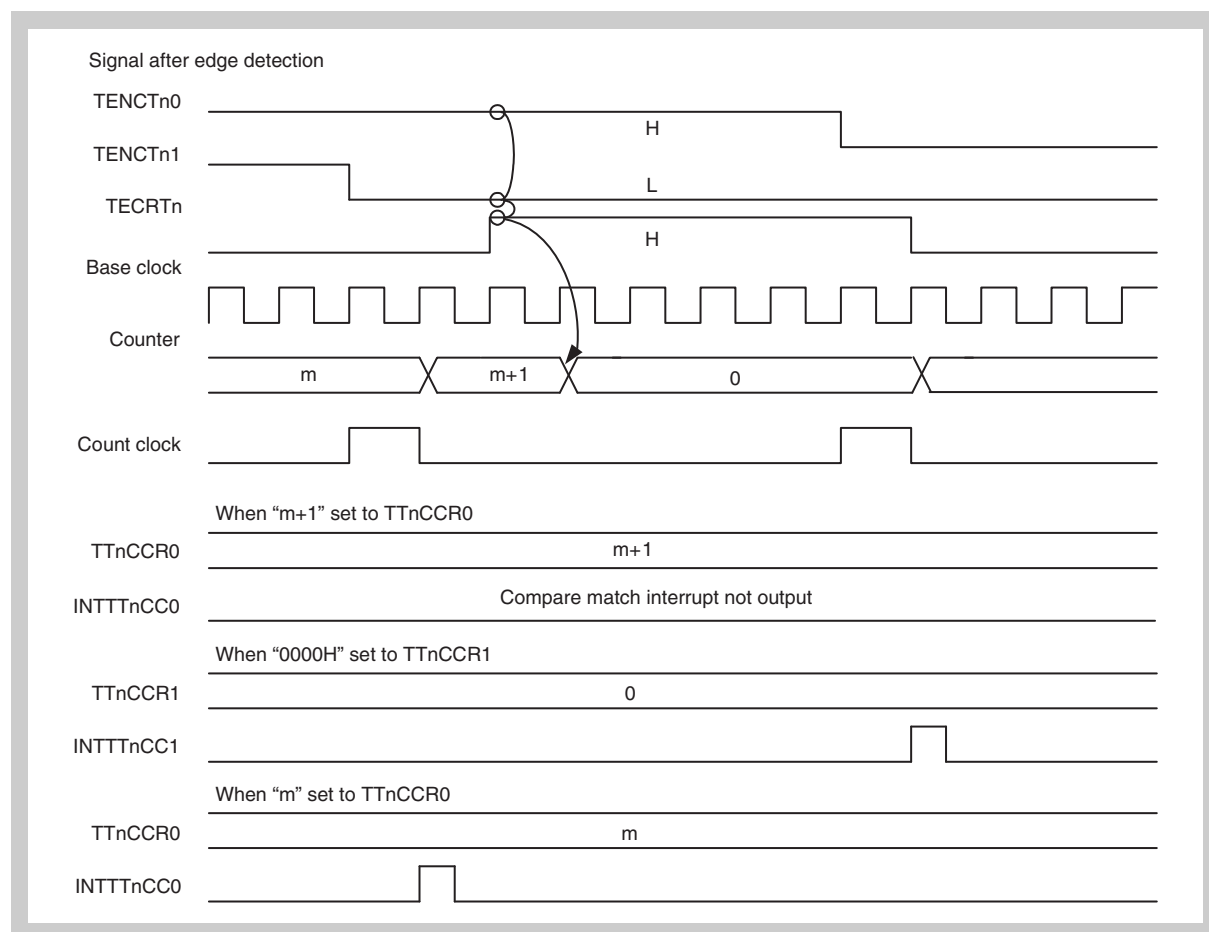 Signal after edge detection
TENCTn0
H
TENCTn1
L
TECRTn
H
Base clock
Counter
m m+1 0
Count clock
When “m+1” set to TTnCCR0
TTnCCR0 m+1
INTTTnCC0 Compare match interrupt not output
When “0000H” set to TTnCCR1
TTnCCR1 0
INTTTnCC1
When “m” set to TTnCCR0
TTnCCR0 m
INTTTnCC0